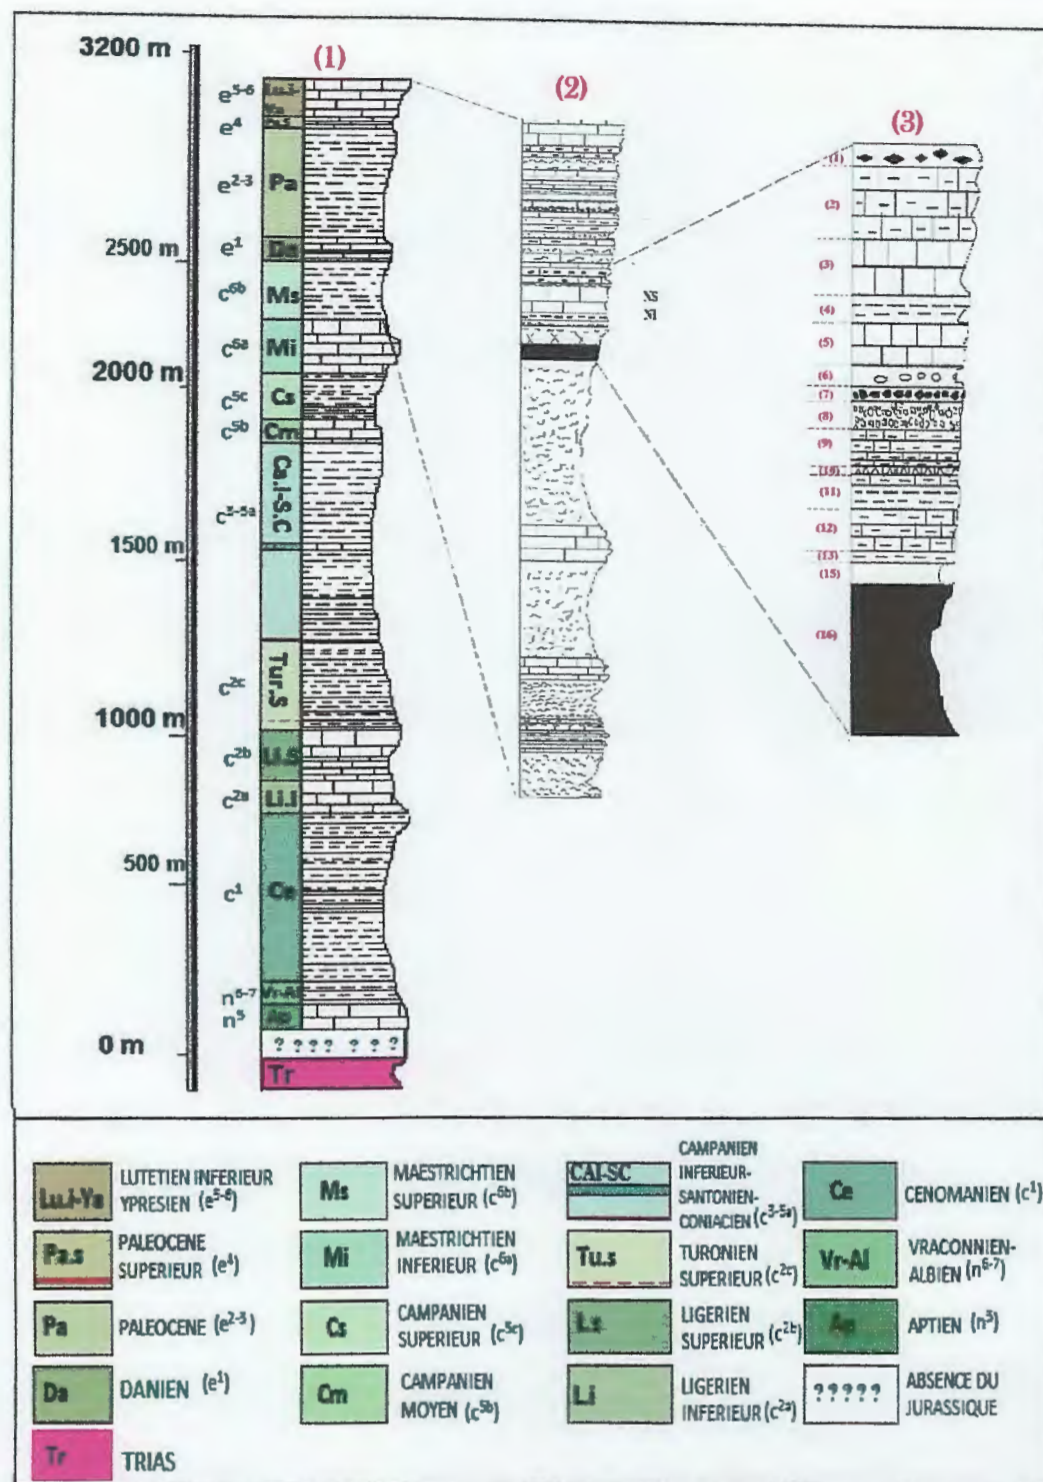 3200 m
(1)
(2)
(3)
e5-6
e4
Pa
e2-3
2500 m
e1
Da
c6b
Ms
NS
NI
c6a
Mi
2000 m
c5c
Cs
c5b
Cm
Ca.I-S.C
c3-5a
1500 m
Tur.S
c2c
1000 m
c2b
Li.S
c2a
Li.I
500 m
c1
Ce
n6-7
Vr-Al
n5
Ap
0 m
? ? ? ? ? ? ?
Tr
(1)
(2)
(3)
(4)
(5)
(6)
(7)
(8)
(9)
(10)
(11)
(12)
(13)
(15)
(16)
Lu.i-Ya
LUTETIEN INFERIEUR
YPRESIEN (e5-6)
Pa.s
PALEOCENE
SUPERIEUR (e4)
Pa
PALEOCENE (e2-3)
Da
DANIEN (e1)
Tr
TRIAS
Ms
MAESTRICHTIEN
SUPERIEUR (c6b)
Mi
MAESTRICHTIEN
INFERIEUR (c6a)
Cs
CAMPANIEN
SUPERIEUR (c5c)
Cm
CAMPANIEN
MOYEN (c5b)
CAI-SC
CAMPANIEN
INFERIEUR-
SANTONIEN-
CONIACIEN (c3-5a)
Tu.s
TURONIEN
SUPERIEUR (c2c)
Ls
LIGERIEN
SUPERIEUR (c2b)
Li
LIGERIEN
INFERIEUR (c2a)
Ce
CENOMANIEN (c1)
Vr-Al
VRACONNIEN-
ALBIEN (n6-7)
Ap
APTIEN (n5)
?????
ABSENCE DU
JURASSIQUE